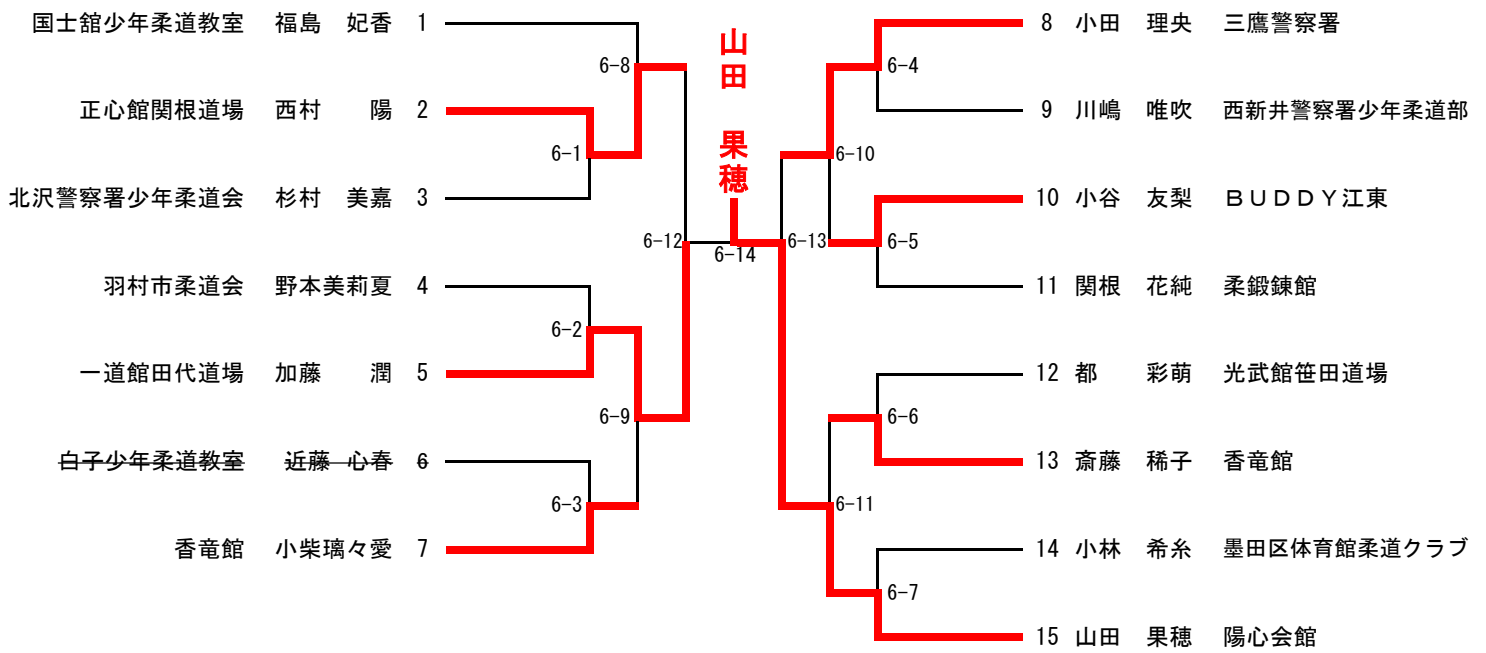 国士舘少年柔道教室 福島 妃香 1
正心館関根道場 西村 陽 2
北沢警察署少年柔道会 杉村 美嘉 3
羽村市柔道会 野本美莉夏 4
一道館田代道場 加藤 潤 5
白子少年柔道教室 近藤 心春 6
香竜館 小柴璃々愛 7
6-8
6-1
6-12
6-2
6-9
6-3
山田 果穂
6-14
6-4
6-10
6-13
6-5
6-6
6-11
6-7
8 小田 理央 三鷹警察署
9 川嶋 唯吹 西新井警察署少年柔道部
10 小谷 友梨 ＢＵＤＤＹ江東
11 関根 花純 柔鍛錬館
12 都 彩萌 光武館笹田道場
13 斎藤 稀子 香竜館
14 小林 希糸 墨田区体育館柔道クラブ
15 山田 果穂 陽心会館